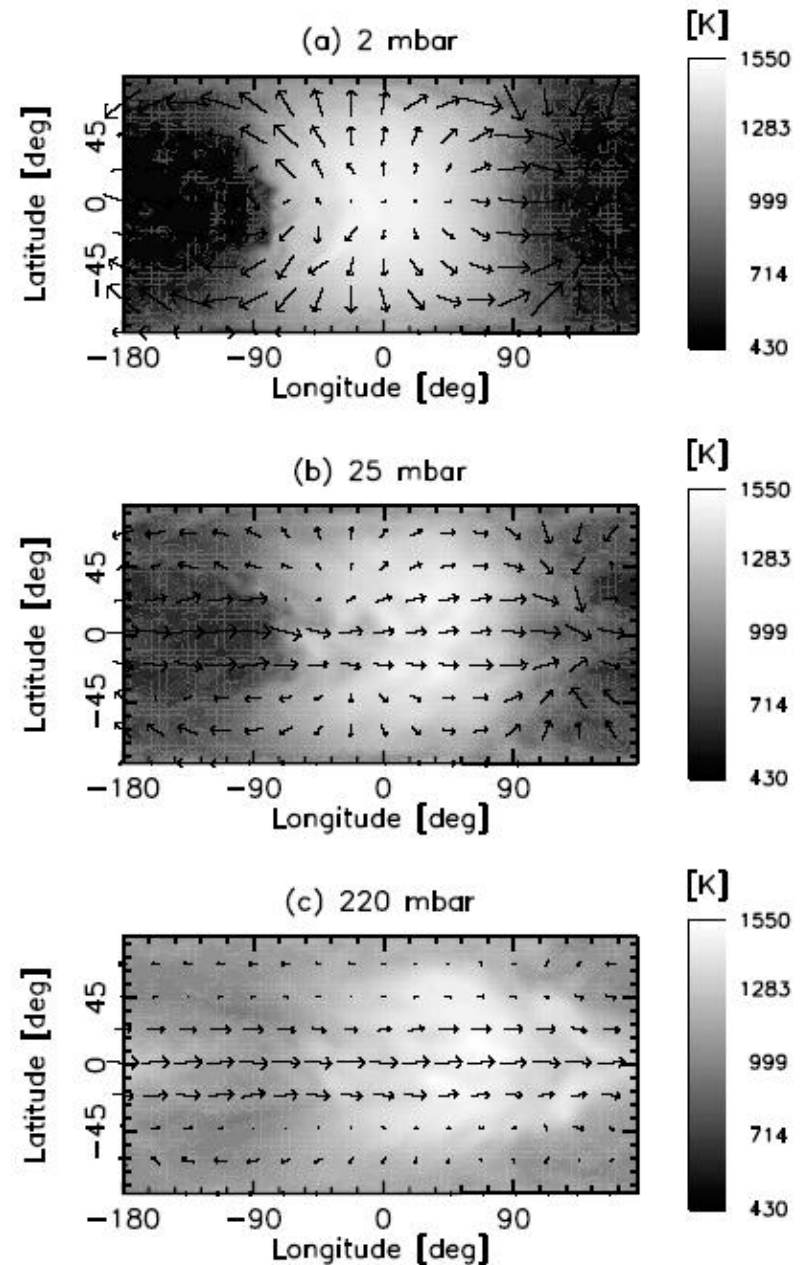 (a) 2 mbar
[K]
1550
1283
999
714
430
Latitude [deg]
45
0
−45
−180 −90 0 90
Longitude [deg]
(b) 25 mbar
[K]
1550
1283
999
714
430
Latitude [deg]
45
0
−45
−180 −90 0 90
Longitude [deg]
(c) 220 mbar
[K]
1550
1283
999
714
430
Latitude [deg]
45
0
−45
−180 −90 0 90
Longitude [deg]